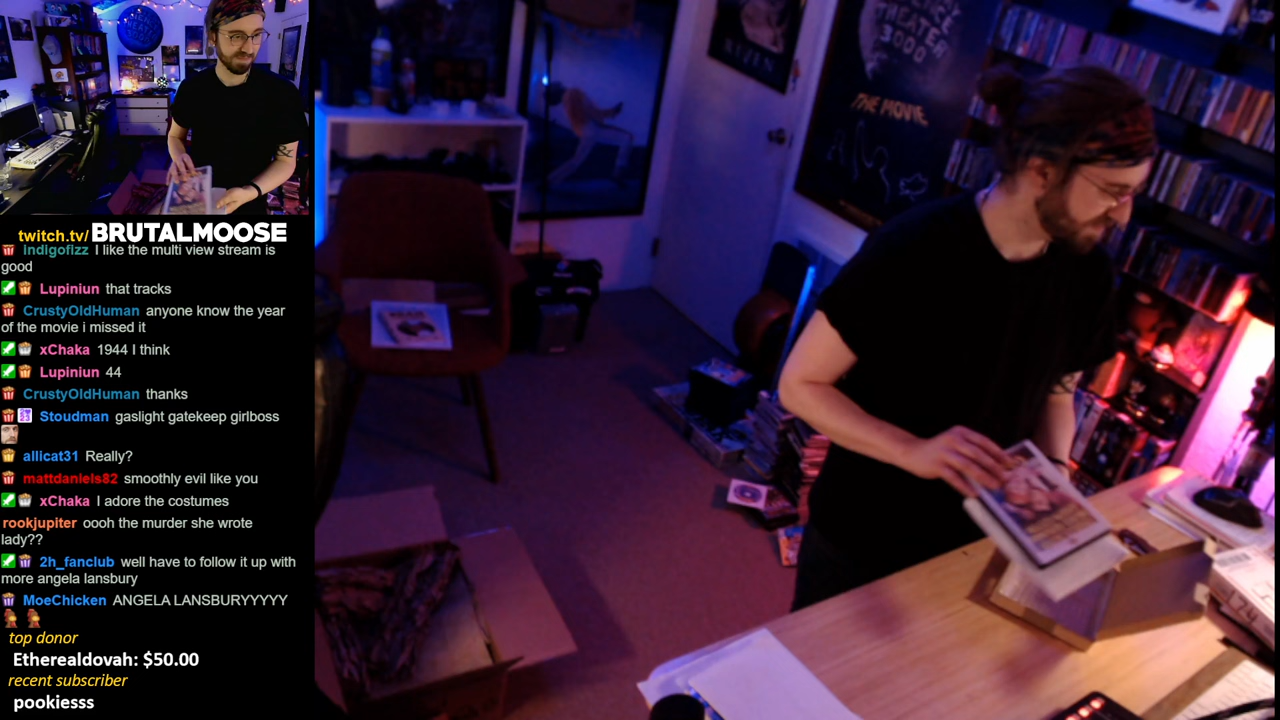 twitch.tv/BRUTALMOOSE
indigofizz I like the multi view stream is
good
Lupiniun that tracks
CrustyOldHuman anyone know the year
of the movie i missed it
xChaka 1944 I think
Lupiniun 44
CrustyOldHuman thanks
Stoudman gaslight gatekeep girlboss
allicat31 Really?
mattdaniels82 smoothly evil like you
xChaka I adore the costumes
rookjupiter oooh the murder she wrote
lady??
2h_fanclub well have to follow it up with
more angela lansbury
MoeChicken ANGELA LANSBURYYYYY
top donor
Etherealdovah: $50.00
recent subscriber
pookiesss
THEATER
3000
THE MOVIE